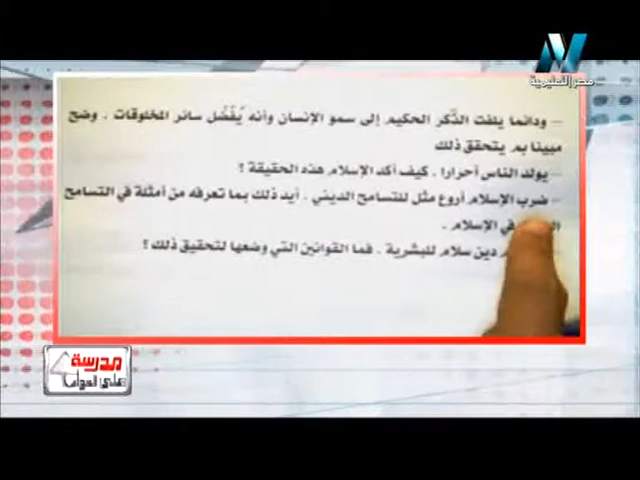 مصر التعليمية
– ودائما يلفت الذّكر الحكيم إلى سمو الإنسان وأنه يُفْضُل سائر المخلوقات . وضح
مبينا بم يتحقق ذلك
– يولد الناس أحرارا . كيف أكد الإسلام هذه الحقيقة ؟
– ضرب الإسلام أروع مثل للتسامح الديني . أيد ذلك بما تعرفه من أمثلة في التسامح
في الإسلام .
دين سلام للبشرية . فما القوانين التي وضعها لتحقيق ذلك ؟
مدرسة
على الهواء